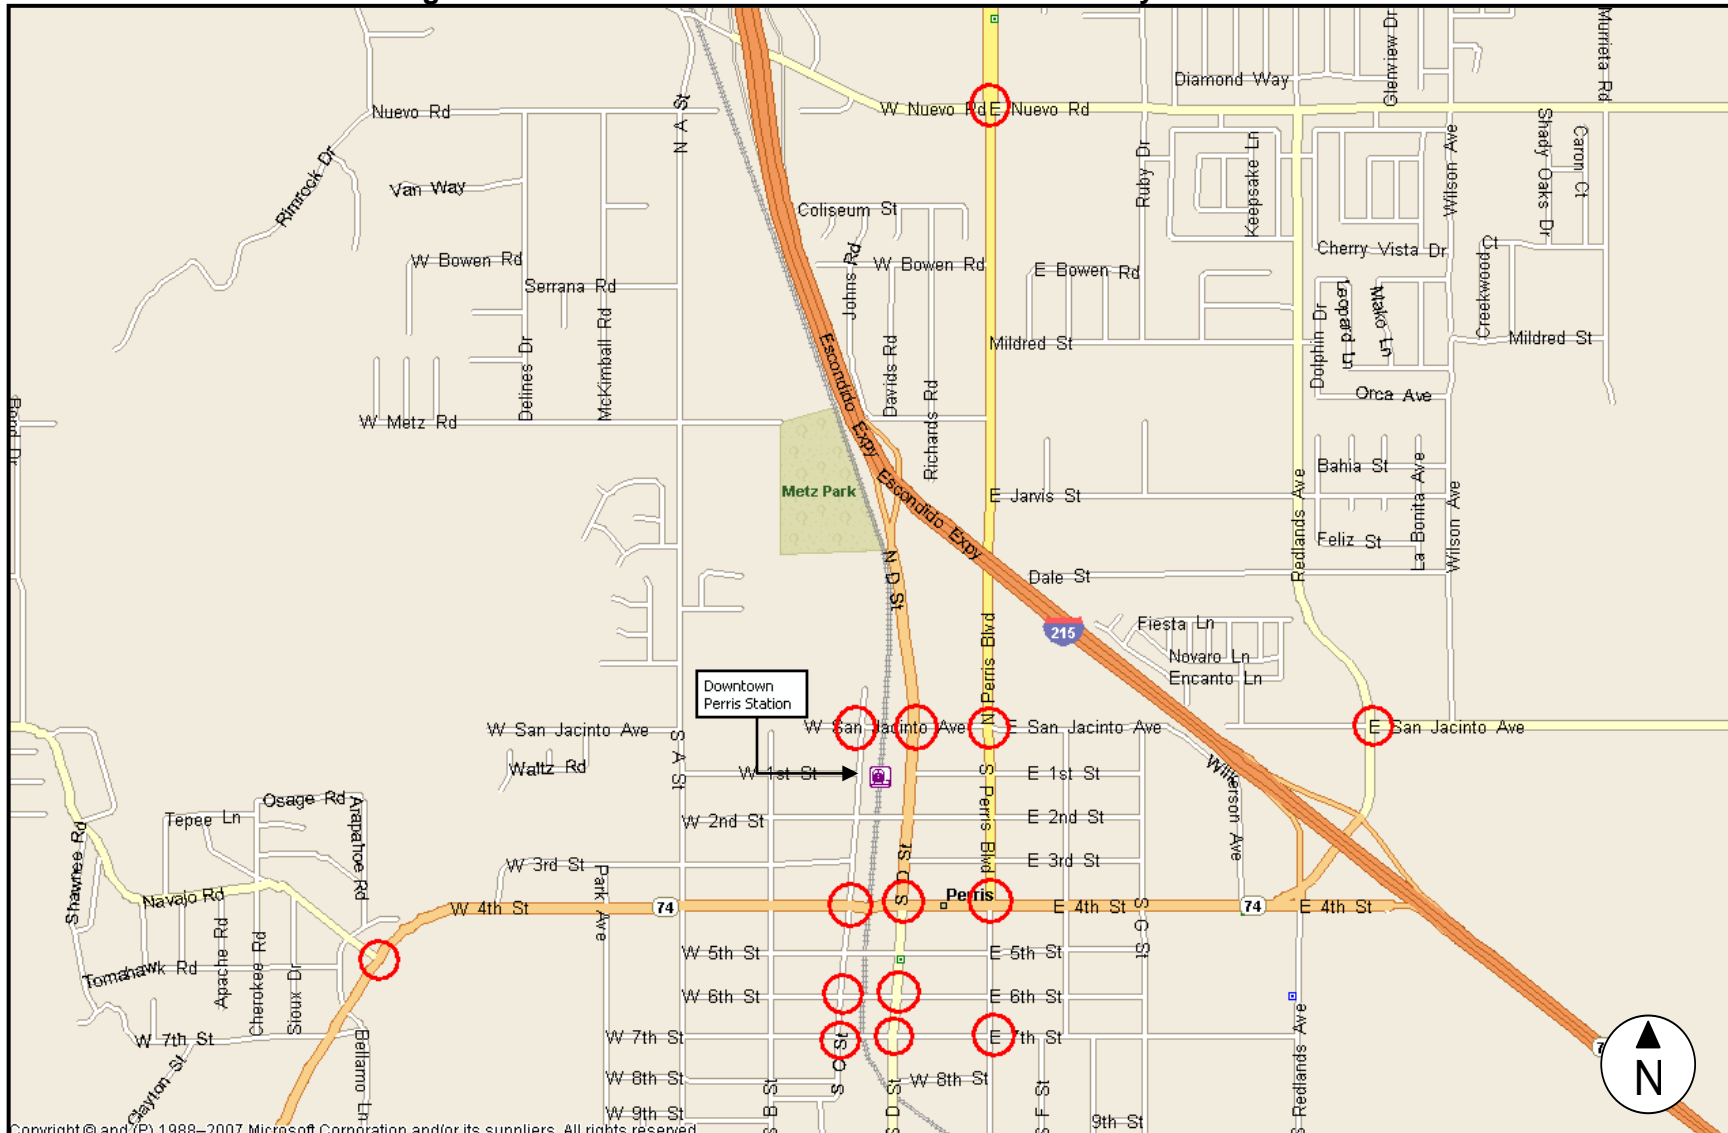 Nuevo Rd
N A St
W Nuevo Rd
E Nuevo Rd
Diamond Way
Glenview Dr
Murrieta Rd
Rimrock Dr
Van Way
Coliseum St
Ruby Dr
Keepsake Ln
Wilson Ave
Shady Oaks Dr
Caron Ct
W Bowen Rd
Serrana Rd
Johns Rd
W Bowen Rd
E Bowen Rd
Cherry Vista Dr
Creekwood Ct
Leopard Ln
Mako Ln
Dolphin Dr
Mildred St
Mildred St
Delines Dr
McKimball Rd
Escondido Expy
Davids Rd
Richards Rd
Orca Ave
W Metz Rd
Bond Dr
Metz Park
Escondido Expy
E Jarvis St
Redlands Ave
Bahia St
La Bonita Ave
Wilson Ave
Feliz St
N D St
Dale St
215
Fiesta Ln
Novaro Ln
Encanto Ln
N Perris Blvd
Downtown
Perris Station
W San Jacinto Ave
W San Jacinto Ave
E San Jacinto Ave
E San Jacinto Ave
S A St
Waltz Rd
W 1st St
E 1st St
Wilkerson Ave
S Perris Blvd
Osage Rd
Arapahoe Rd
Tepee Ln
W 2nd St
E 2nd St
Shawnee Rd
W 3rd St
E 3rd St
S D St
Park Ave
Navajo Rd
W 4th St
74
Perris
E 4th St
74
E 4th St
S G St
Apache Rd
Cherokee Rd
Sioux Dr
Tomahawk Rd
W 5th St
E 5th St
W 6th St
E 6th St
W 7th St
W 7th St
E 7th St
Redlands Ave
Clayton St
Bellamo Ln
S C St
W 8th St
W 8th St
W 9th St
B St
D St
F St
9th St
N
Copyright © and (P) 1988–2007 Microsoft Corporation and/or its suppliers. All rights reserved.